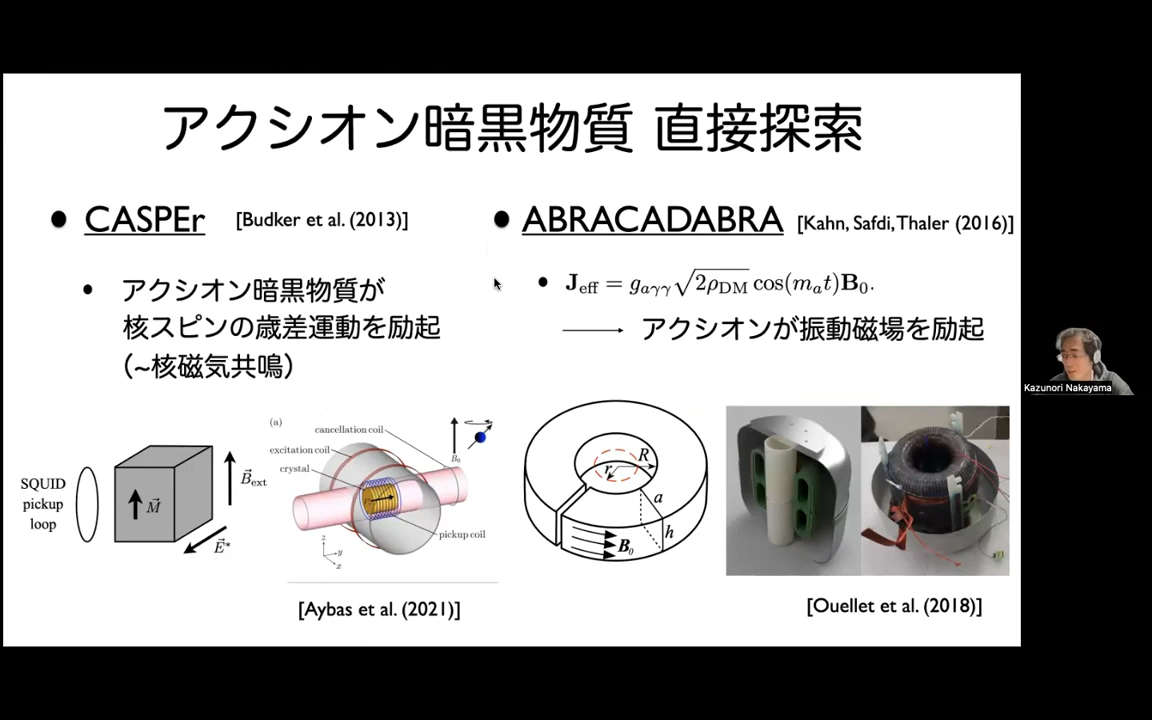 アクシオン暗黒物質 直接探索
• CASPEr [Budker et al. (2013)]
• アクシオン暗黒物質が
核スピンの歳差運動を励起
(~核磁気共鳴)
SQUID
pickup
loop
M⃗
B⃗ext
E⃗*
(a)
cancellation coil
excitation coil
crystal
B₀
pickup coil
z
y
x
[Aybas et al. (2021)]
• ABRACADABRA [Kahn, Safdi, Thaler (2016)]
• J_eff = g_aγγ √2ρ_DM cos(m_a t)B₀.
⟶ アクシオンが振動磁場を励起
R
r
a
h
B₀
[Ouellet et al. (2018)]
Kazunori Nakayama